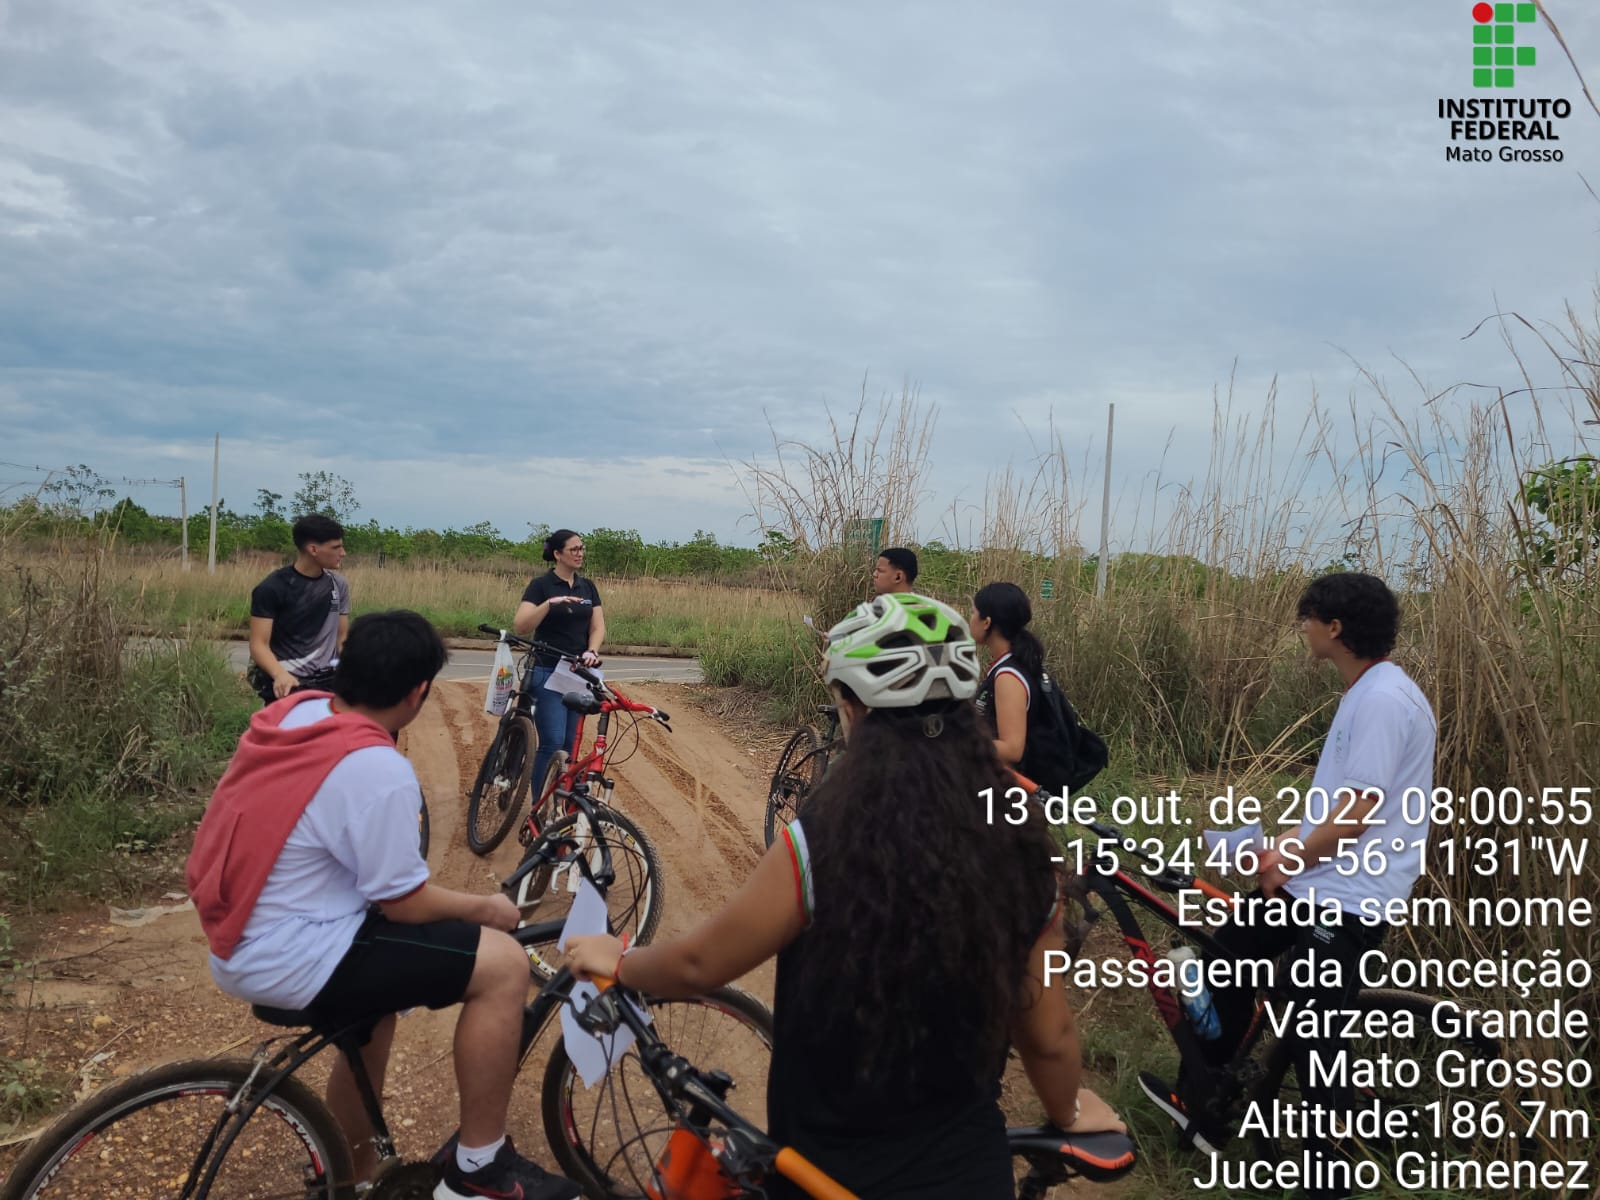 INSTITUTO
FEDERAL
Mato Grosso
13 de out. de 2022 08:00:55
-15°34'46"S -56°11'31"W
Estrada sem nome
Passagem da Conceição
Várzea Grande
Mato Grosso
Altitude:186.7m
Jucelino Gimenez